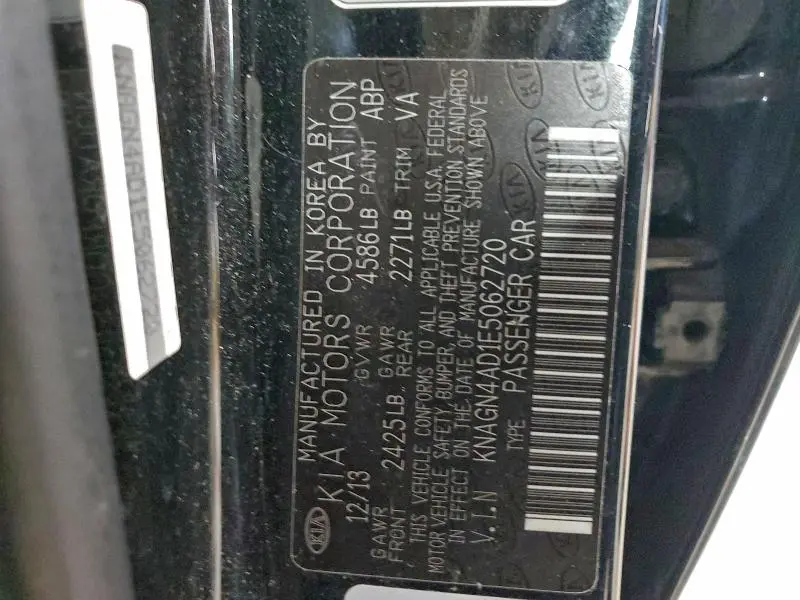 KIA
MANUFACTURED IN KOREA BY
KIA MOTORS CORPORATION
12/13 GVWR 4586LB PAINT ABP
GAWR FRONT 2425LB GAWR REAR 2271LB TRIM VA
THIS VEHICLE CONFORMS TO ALL APPLICABLE U.S.A. FEDERAL
MOTOR VEHICLE SAFETY, BUMPER, AND THEFT PREVENTION STANDARDS
IN EFFECT ON THE DATE OF MANUFACTURE SHOWN ABOVE
V.I.N KNAGN4AD1E5062720
TYPE PASSENGER CAR